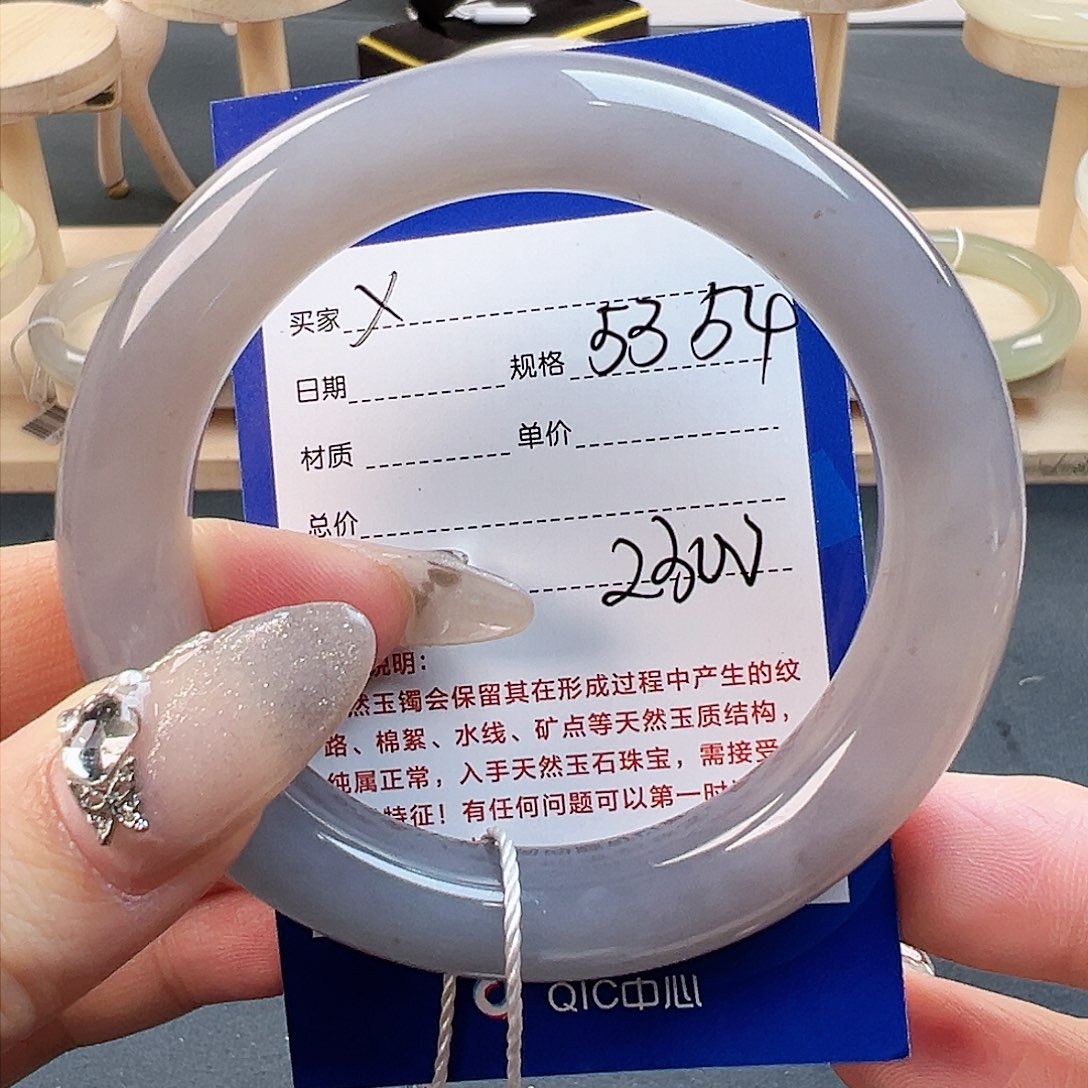 买家 X
日期 规格 53 54
材质 单价
总价
说明：
然玉镯会保留其在形成过程中产生的纹
路、棉絮、水线、矿点等天然玉质结构，
纯属正常，入手天然玉石珠宝，需接受
特征！有任何问题可以第一时
QIC中心